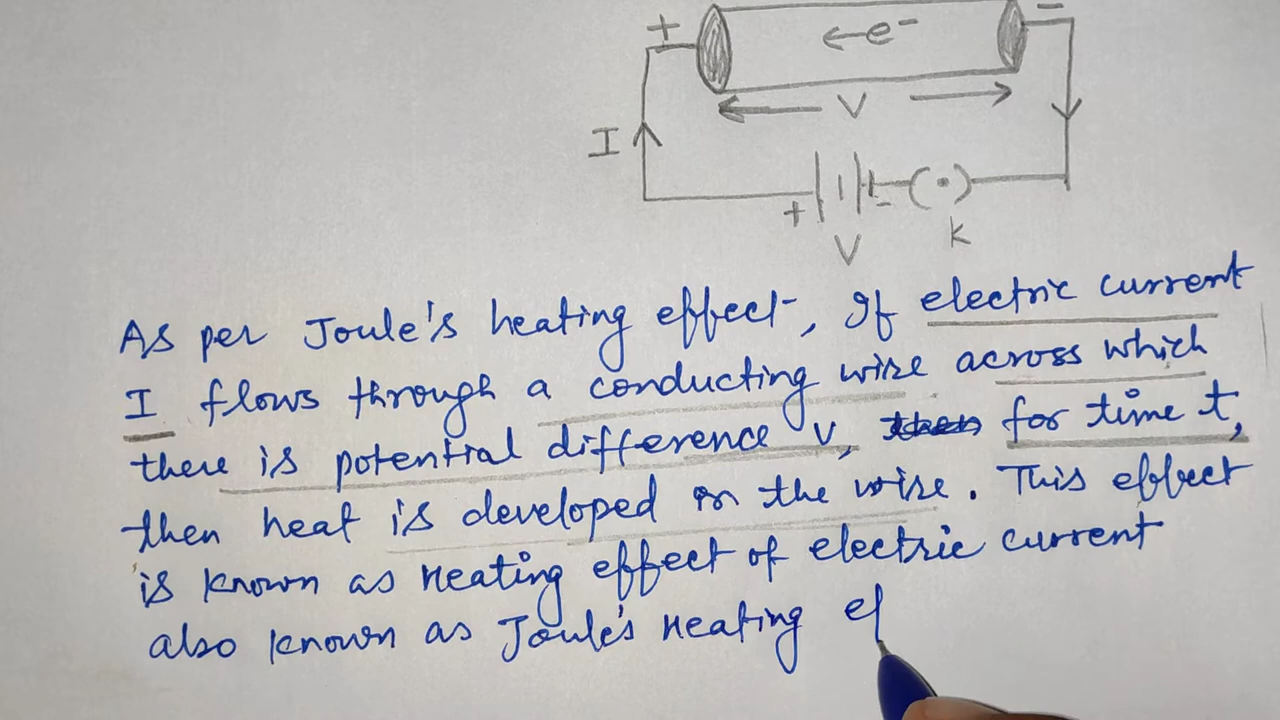 + -
← e⁻
V
I
+ -
V K
As per Joule's heating effect, If electric current
I flows through a conducting wire across which
there is potential difference V, then for time t,
then heat is developed in the wire. This effect
is known as Heating effect of electric current
also known as Joule's Heating ef